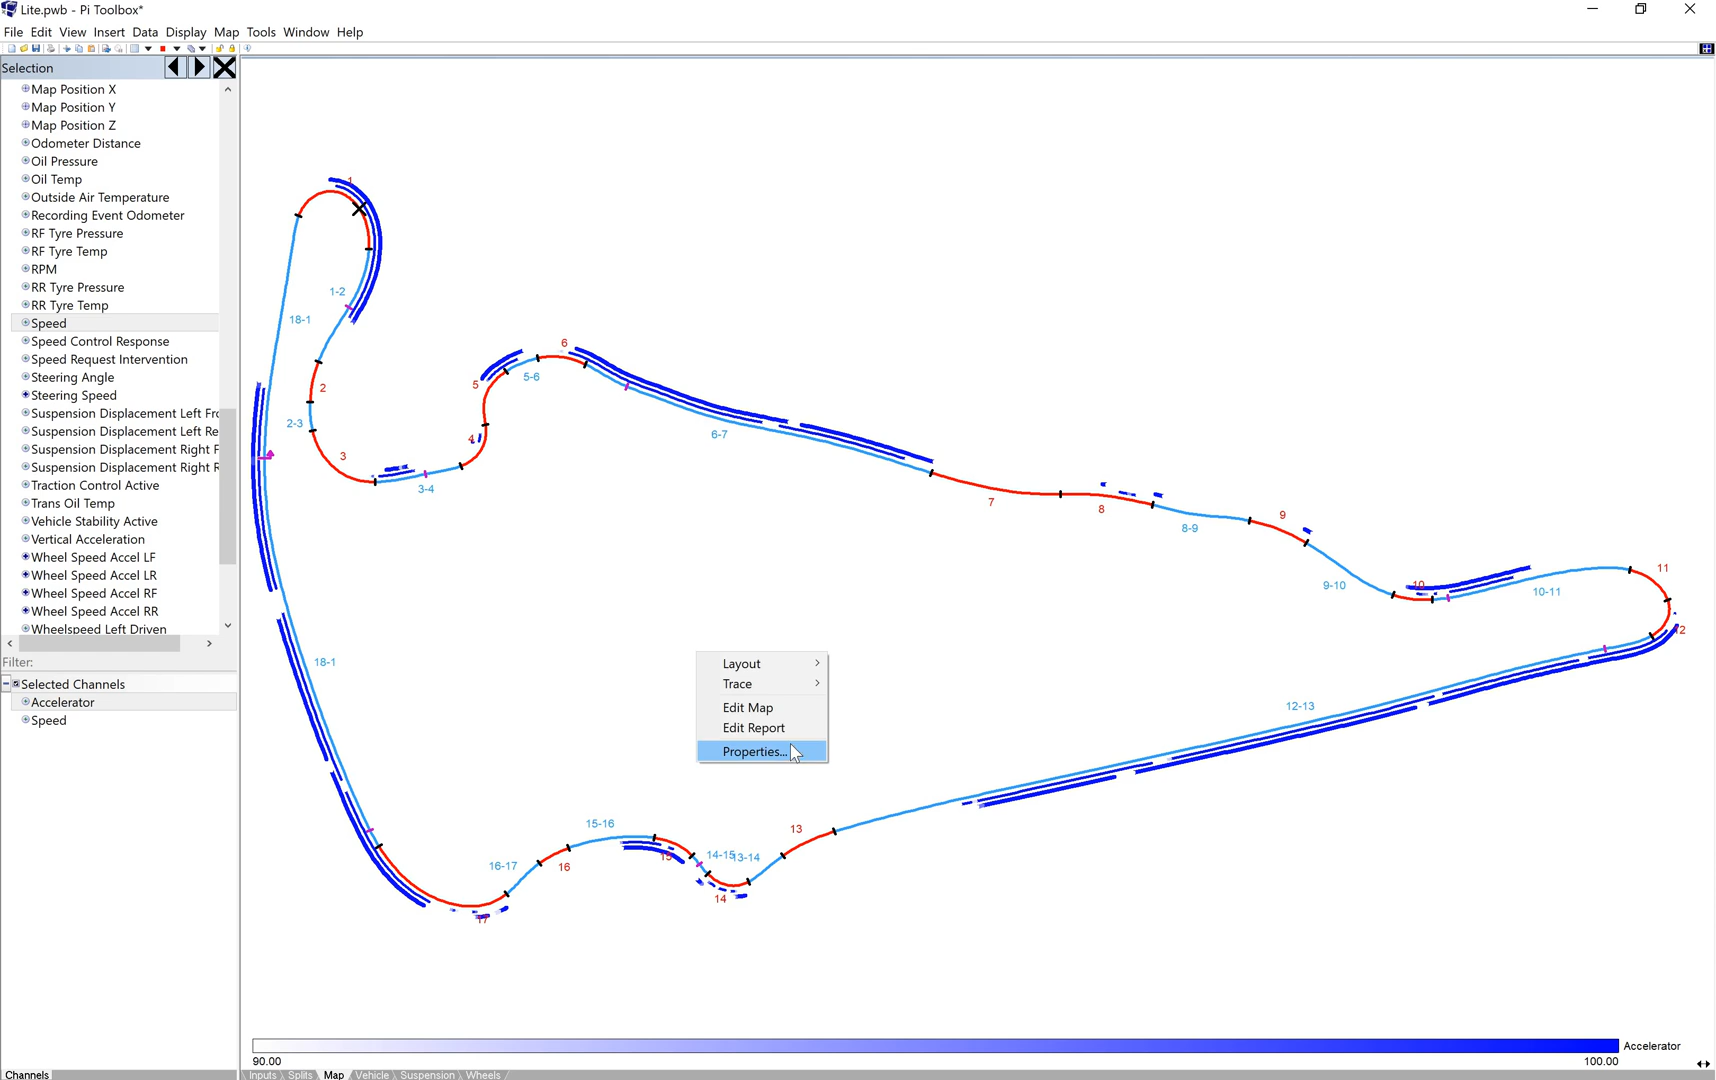 Lite.pwb - Pi Toolbox*
File Edit View Insert Data Display Map Tools Window Help
Selection
Map Position X
Map Position Y
Map Position Z
Odometer Distance
Oil Pressure
Oil Temp
Outside Air Temperature
Recording Event Odometer
RF Tyre Pressure
RF Tyre Temp
RPM
RR Tyre Pressure
RR Tyre Temp
Speed
Speed Control Response
Speed Request Intervention
Steering Angle
Steering Speed
Suspension Displacement Left Fro
Suspension Displacement Left Re
Suspension Displacement Right F
Suspension Displacement Right R
Traction Control Active
Trans Oil Temp
Vehicle Stability Active
Vertical Acceleration
Wheel Speed Accel LF
Wheel Speed Accel LR
Wheel Speed Accel RF
Wheel Speed Accel RR
Wheelspeed Left Driven
Filter:
Selected Channels
Accelerator
Speed
Channels
1
1-2
18-1
2
2-3
3
3-4
4
5
5-6
6
6-7
7
8
8-9
9
9-10
10
10-11
11
12
12-13
13
13-14
14-15
14
15
15-16
16
16-17
17
18-1
Layout
Trace
Edit Map
Edit Report
Properties...
90.00
100.00
Accelerator
Inputs Splits Map Vehicle Suspension Wheels